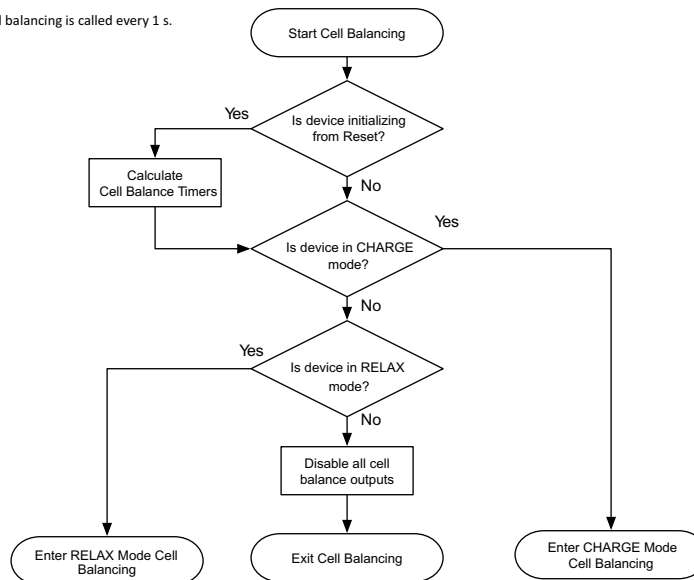 l balancing is called every 1 s.
Start Cell Balancing
Yes
Is device initializing
from Reset?
Calculate
Cell Balance Timers
No
Yes
Is device in CHARGE
mode?
No
Yes
Is device in RELAX
mode?
No
Disable all cell
balance outputs
Enter RELAX Mode Cell
Balancing
Exit Cell Balancing
Enter CHARGE Mode
Cell Balancing